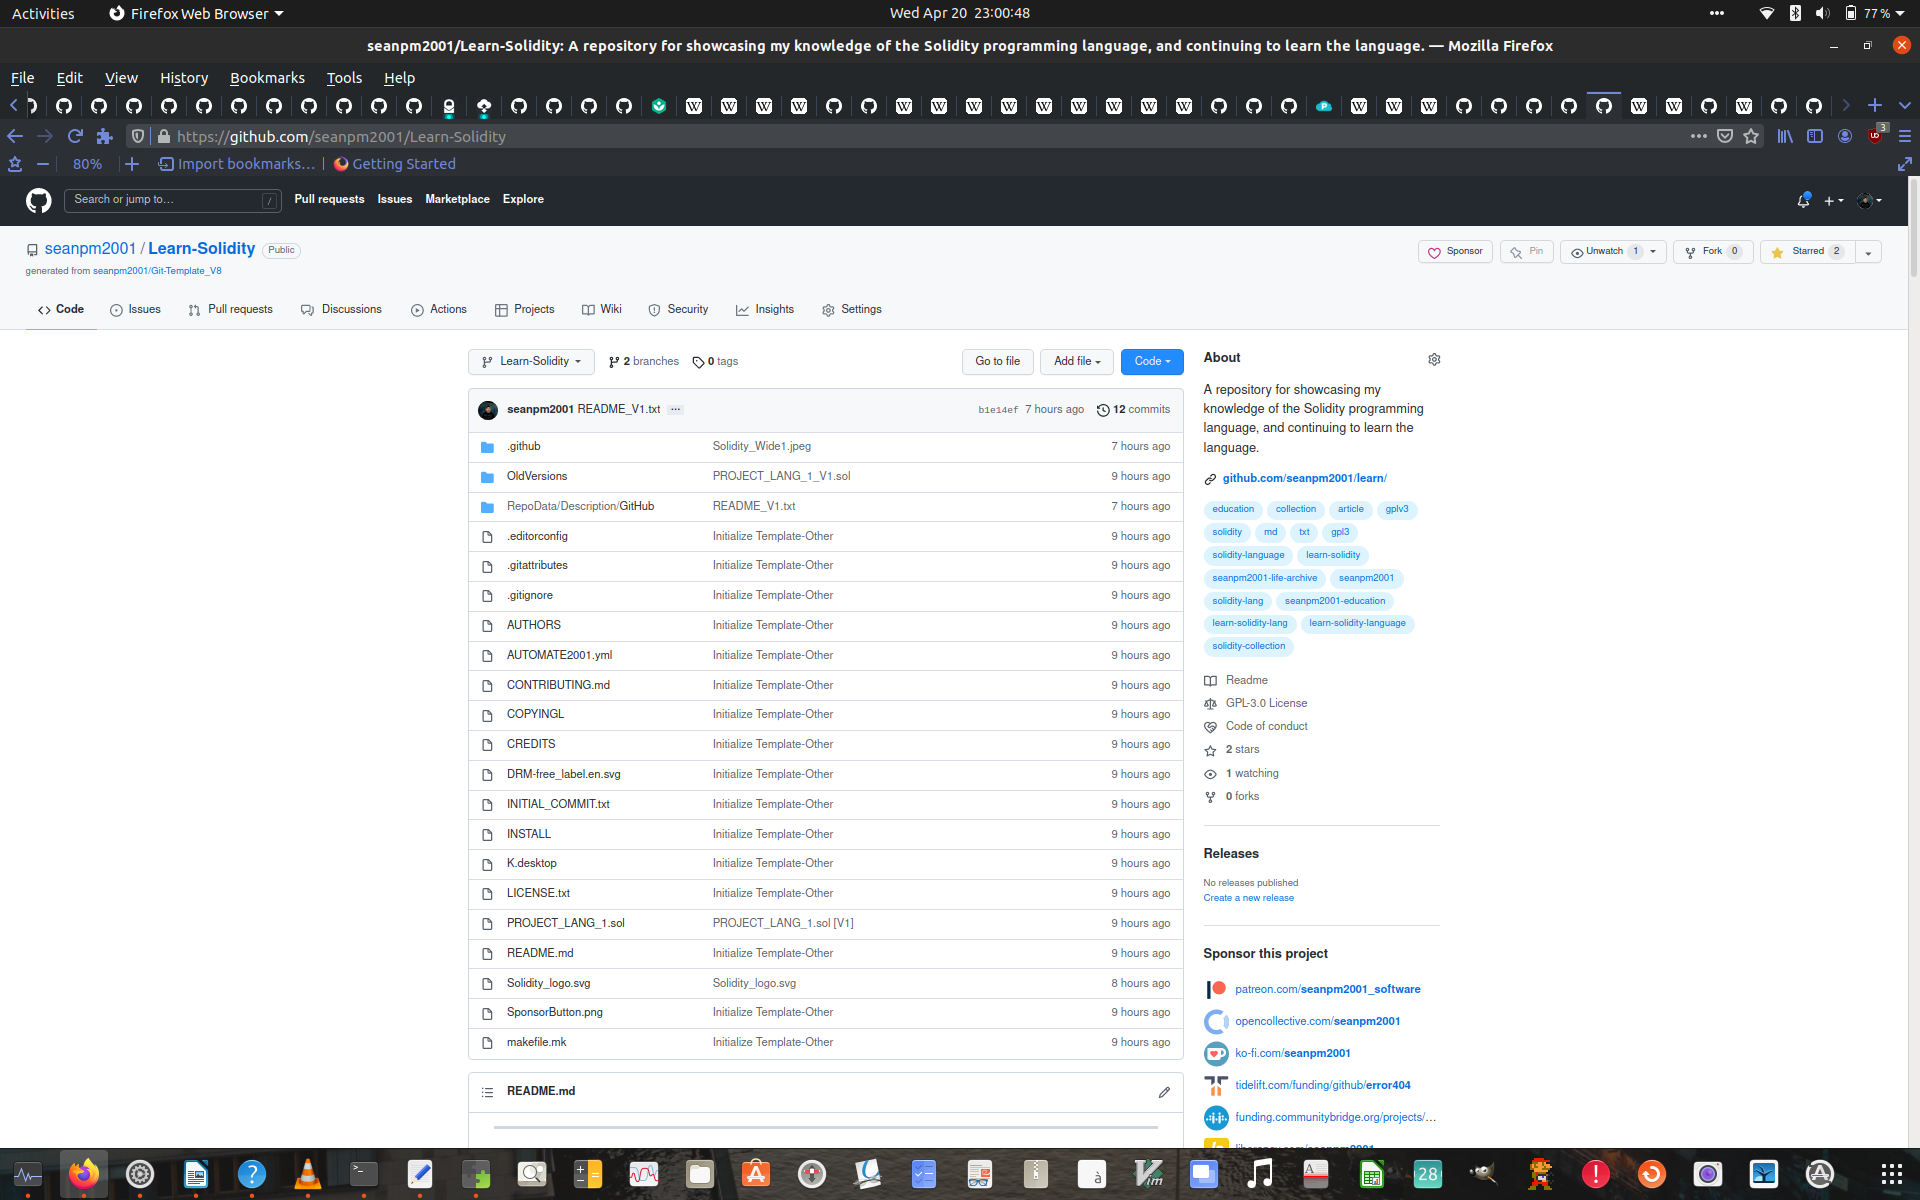 Activities
Firefox Web Browser
Wed Apr 20 23:00:48
77 %
seanpm2001/Learn-Solidity: A repository for showcasing my knowledge of the Solidity programming language, and continuing to learn the language. — Mozilla Firefox
File Edit View History Bookmarks Tools Help
https://github.com/seanpm2001/Learn-Solidity
3
80%
Import bookmarks...
Getting Started
Search or jump to...
/
Pull requests Issues Marketplace Explore
seanpm2001 / Learn-Solidity
Public
Sponsor
Pin
Unwatch 1
Fork 0
Starred 2
generated from seanpm2001/Git-Template_V8
Code Issues Pull requests Discussions Actions Projects Wiki Security Insights Settings
Learn-Solidity
2 branches
0 tags
Go to file
Add file
Code
seanpm2001 README_V1.txt ...
b1e14ef 7 hours ago
12 commits
.github Solidity_Wide1.jpeg 7 hours ago
OldVersions PROJECT_LANG_1_V1.sol 9 hours ago
RepoData/Description/GitHub README_V1.txt 7 hours ago
.editorconfig Initialize Template-Other 9 hours ago
.gitattributes Initialize Template-Other 9 hours ago
.gitignore Initialize Template-Other 9 hours ago
AUTHORS Initialize Template-Other 9 hours ago
AUTOMATE2001.yml Initialize Template-Other 9 hours ago
CONTRIBUTING.md Initialize Template-Other 9 hours ago
COPYINGL Initialize Template-Other 9 hours ago
CREDITS Initialize Template-Other 9 hours ago
DRM-free_label.en.svg Initialize Template-Other 9 hours ago
INITIAL_COMMIT.txt Initialize Template-Other 9 hours ago
INSTALL Initialize Template-Other 9 hours ago
K.desktop Initialize Template-Other 9 hours ago
LICENSE.txt Initialize Template-Other 9 hours ago
PROJECT_LANG_1.sol PROJECT_LANG_1.sol [V1] 9 hours ago
README.md Initialize Template-Other 9 hours ago
Solidity_logo.svg Solidity_logo.svg 8 hours ago
SponsorButton.png Initialize Template-Other 9 hours ago
makefile.mk Initialize Template-Other 9 hours ago
README.md
About
A repository for showcasing my
knowledge of the Solidity programming
language, and continuing to learn the
language.
github.com/seanpm2001/learn/
education collection article gplv3
solidity md txt gpl3
solidity-language learn-solidity
seanpm2001-life-archive seanpm2001
solidity-lang seanpm2001-education
learn-solidity-lang learn-solidity-language
solidity-collection
Readme
GPL-3.0 License
Code of conduct
2 stars
1 watching
0 forks
Releases
No releases published
Create a new release
Sponsor this project
patreon.com/seanpm2001_software
opencollective.com/seanpm2001
ko-fi.com/seanpm2001
tidelift.com/funding/github/error404
funding.communitybridge.org/projects/...
28